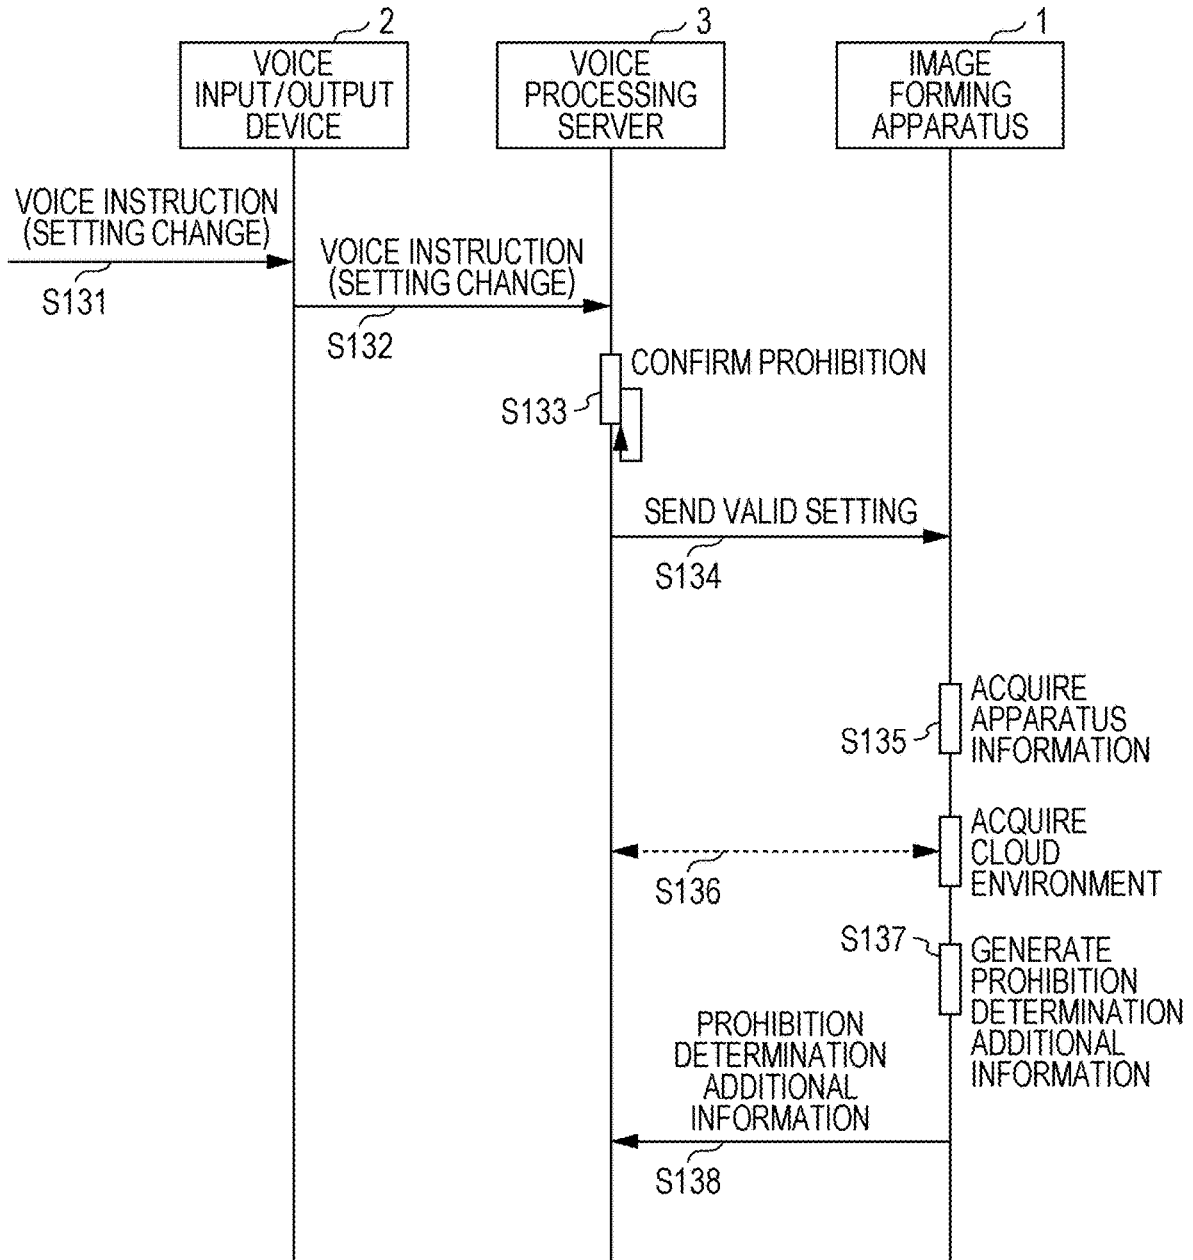 2
VOICE
INPUT/OUTPUT
DEVICE
3
VOICE
PROCESSING
SERVER
1
IMAGE
FORMING
APPARATUS
VOICE INSTRUCTION
(SETTING CHANGE)
S131
VOICE INSTRUCTION
(SETTING CHANGE)
S132
CONFIRM PROHIBITION
S133
SEND VALID SETTING
S134
ACQUIRE
APPARATUS
INFORMATION
S135
ACQUIRE
CLOUD
ENVIRONMENT
S136
S137
GENERATE
PROHIBITION
DETERMINATION
ADDITIONAL
INFORMATION
PROHIBITION
DETERMINATION
ADDITIONAL
INFORMATION
S138